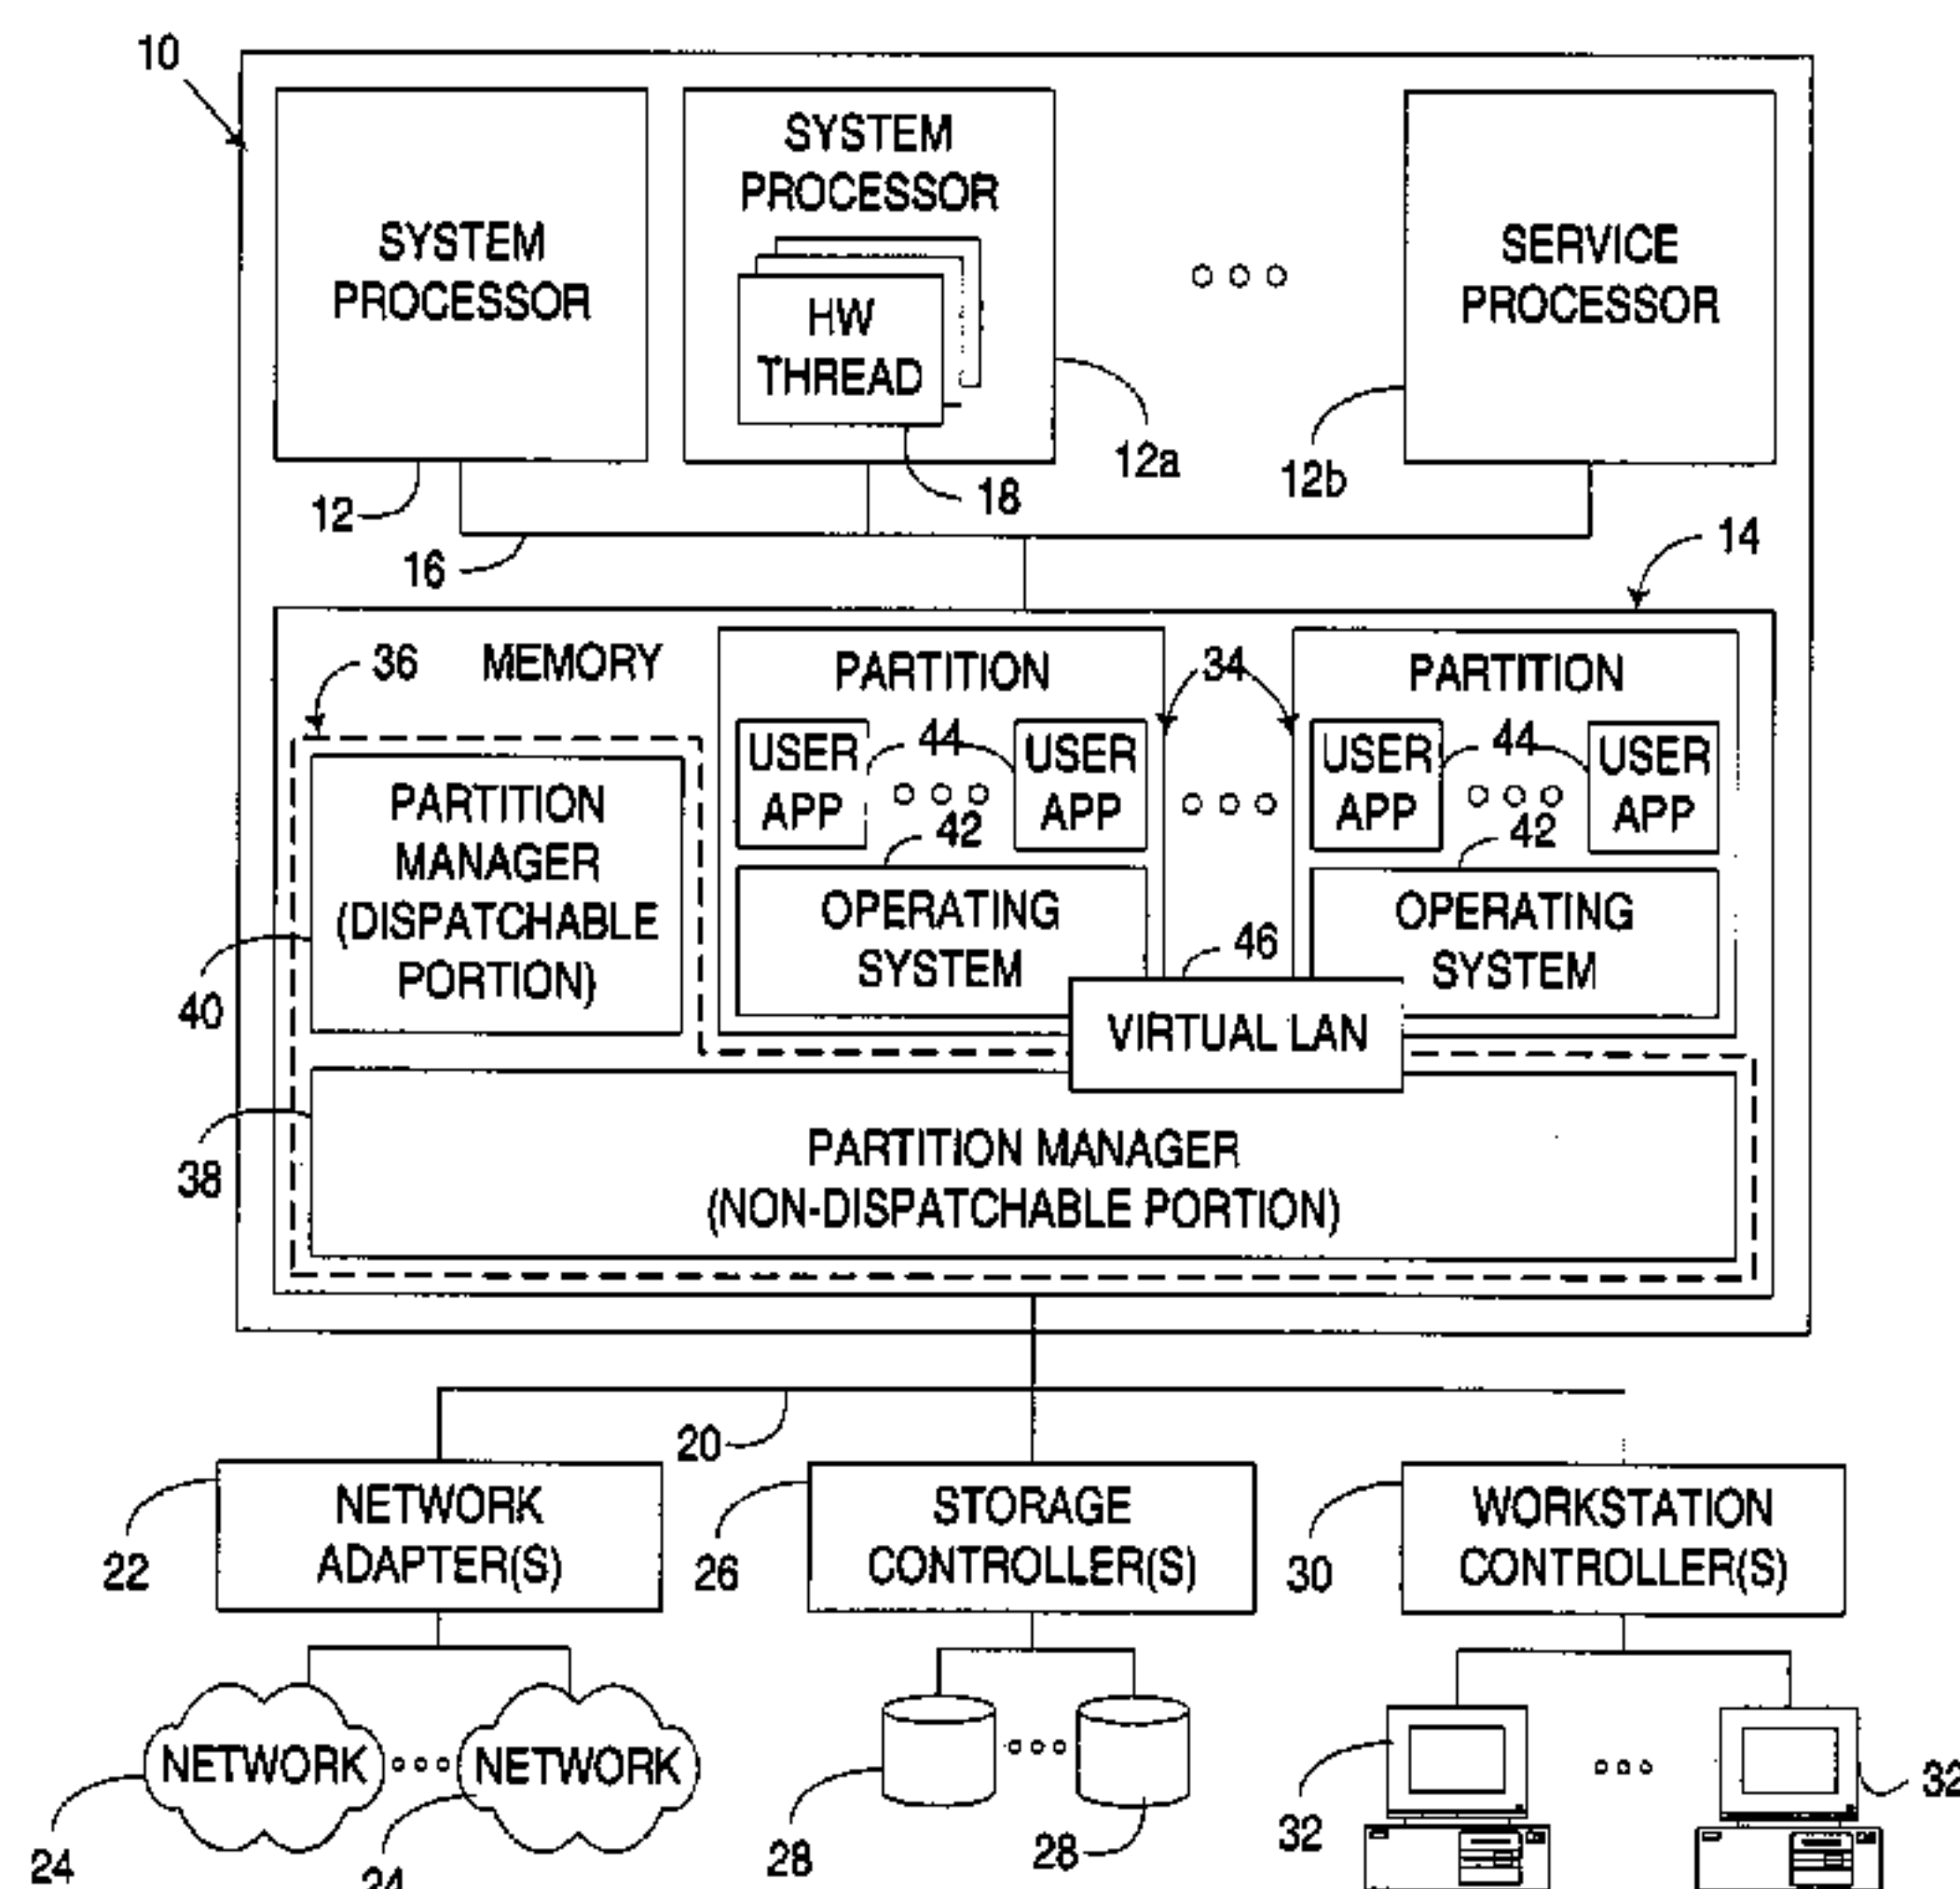 10
SYSTEM
PROCESSOR
SYSTEM
PROCESSOR
HW
THREAD
SERVICE
PROCESSOR
12
18
12a
12b
16
14
36
MEMORY
PARTITION
34
PARTITION
USER
APP
44
USER
APP
USER
APP
44
USER
APP
PARTITION
MANAGER
(DISPATCHABLE
PORTION)
42
42
OPERATING
SYSTEM
46
OPERATING
SYSTEM
40
VIRTUAL LAN
38
PARTITION MANAGER
(NON-DISPATCHABLE PORTION)
20
NETWORK
ADAPTER(S)
STORAGE
CONTROLLER(S)
WORKSTATION
CONTROLLER(S)
22
26
30
NETWORK
NETWORK
24
24
28
28
32
32